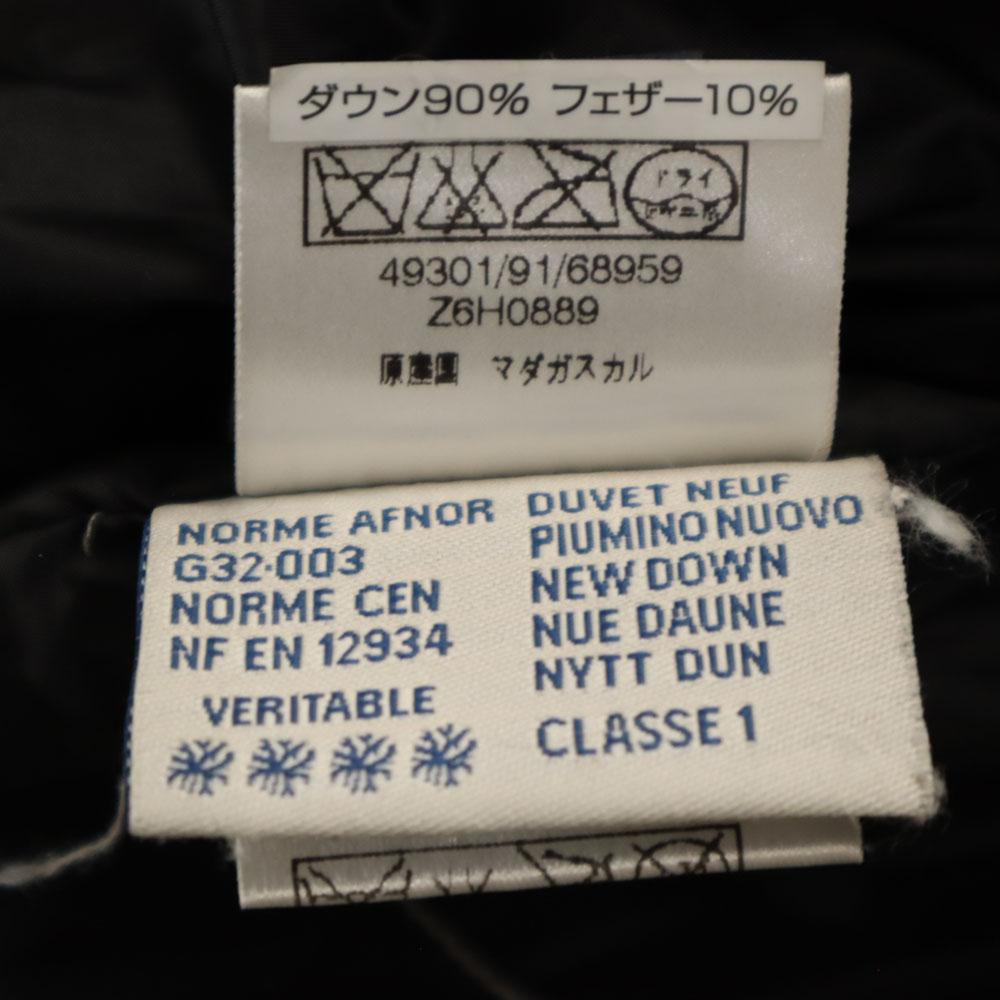 ダウン90% フェザー10%
ドライ
49301/91/68959
Z6H0889
原産国 マダガスカル
NORME AFNOR
G32-003
NORME CEN
NF EN 12934
VERITABLE
DUVET NEUF
PIUMINO NUOVO
NEW DOWN
NUE DAUNE
NYTT DUN
CLASSE 1